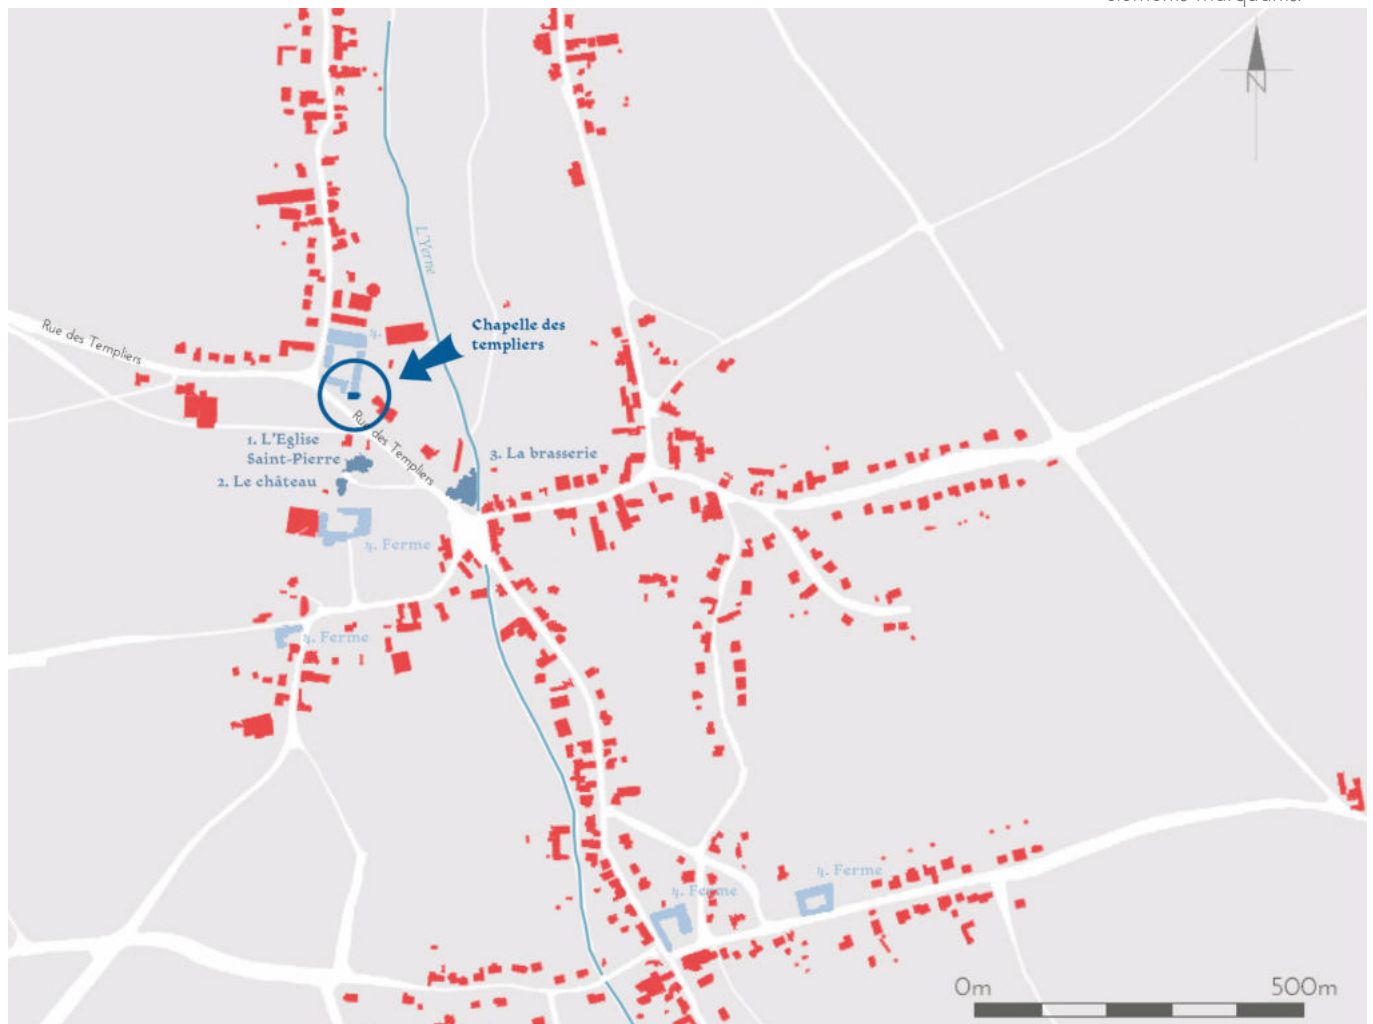 N
L'Yerne
Rue des Templiers
4.
Chapelle des
templiers
Rue des Templiers
1. L'Eglise
Saint-Pierre
2. Le château
3. La brasserie
4. Ferme
4. Ferme
4. Ferme
4. Ferme
0m
500m